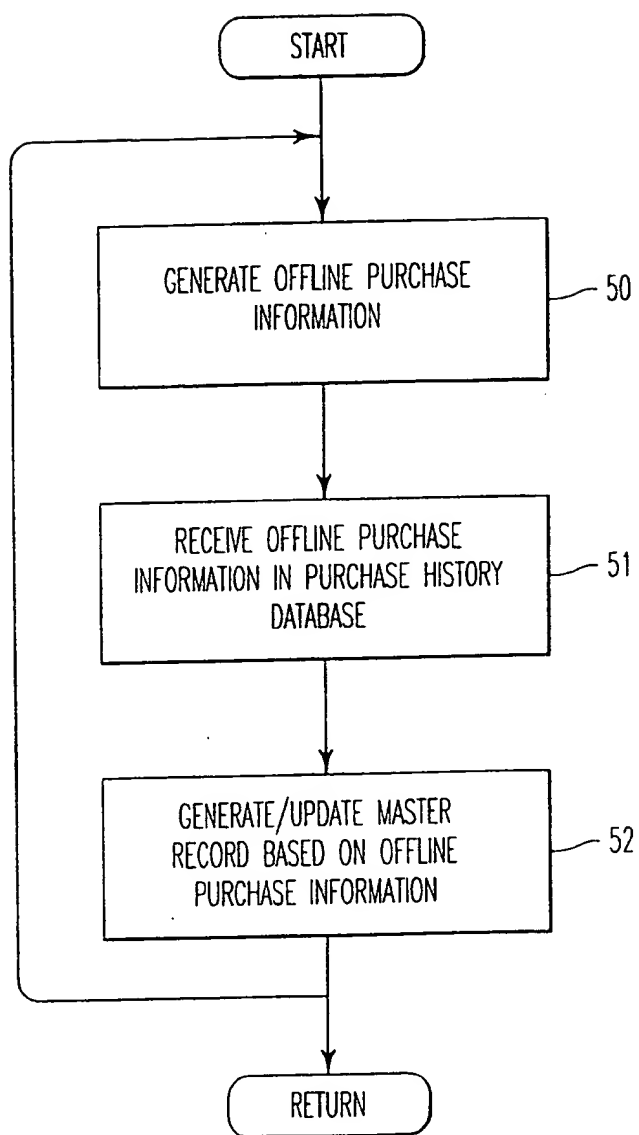 START
GENERATE OFFLINE PURCHASE
INFORMATION
50
RECEIVE OFFLINE PURCHASE
INFORMATION IN PURCHASE HISTORY
DATABASE
51
GENERATE/UPDATE MASTER
RECORD BASED ON OFFLINE
PURCHASE INFORMATION
52
RETURN